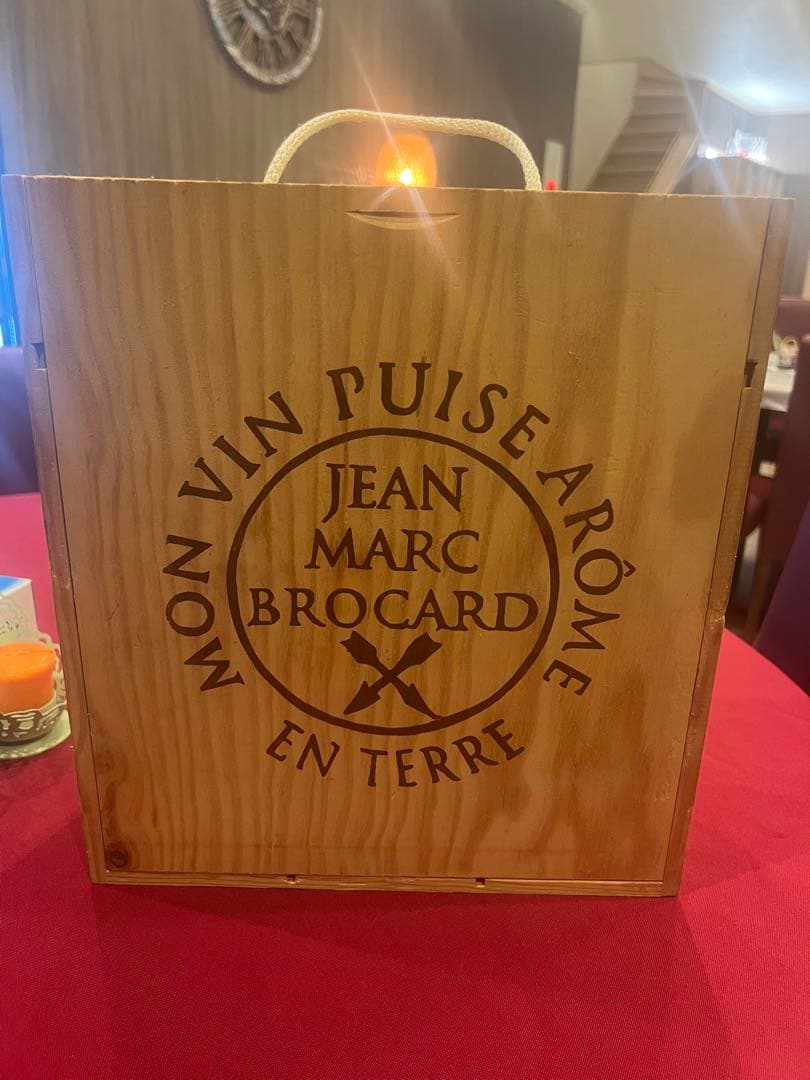 MON VIN PUISE ARÔME
EN TERRE
JEAN
MARC
BROCARD